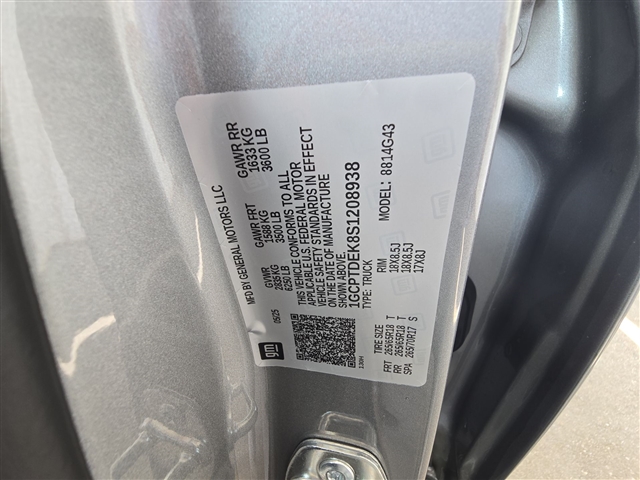 MFD BY GENERAL MOTORS LLC
05/25
GVWR
2835 KG
6250 LB
GAWR FRT
1588 KG
3500 LB
GAWR RR
1633 KG
3600 LB
THIS VEHICLE CONFORMS TO ALL
APPLICABLE U.S. FEDERAL MOTOR
VEHICLE SAFETY STANDARDS IN EFFECT
ON THE DATE OF MANUFACTURE
SHOWN ABOVE.
1GCPTDEK8S1208938
TYPE: TRUCK
MODEL: 8814G43
TIRE SIZE RIM
FRT 265/65R18 T 18X8.5J
RR 265/65R18 T 18X8.5J
SPA 265/70R17 S 17X8J
gm